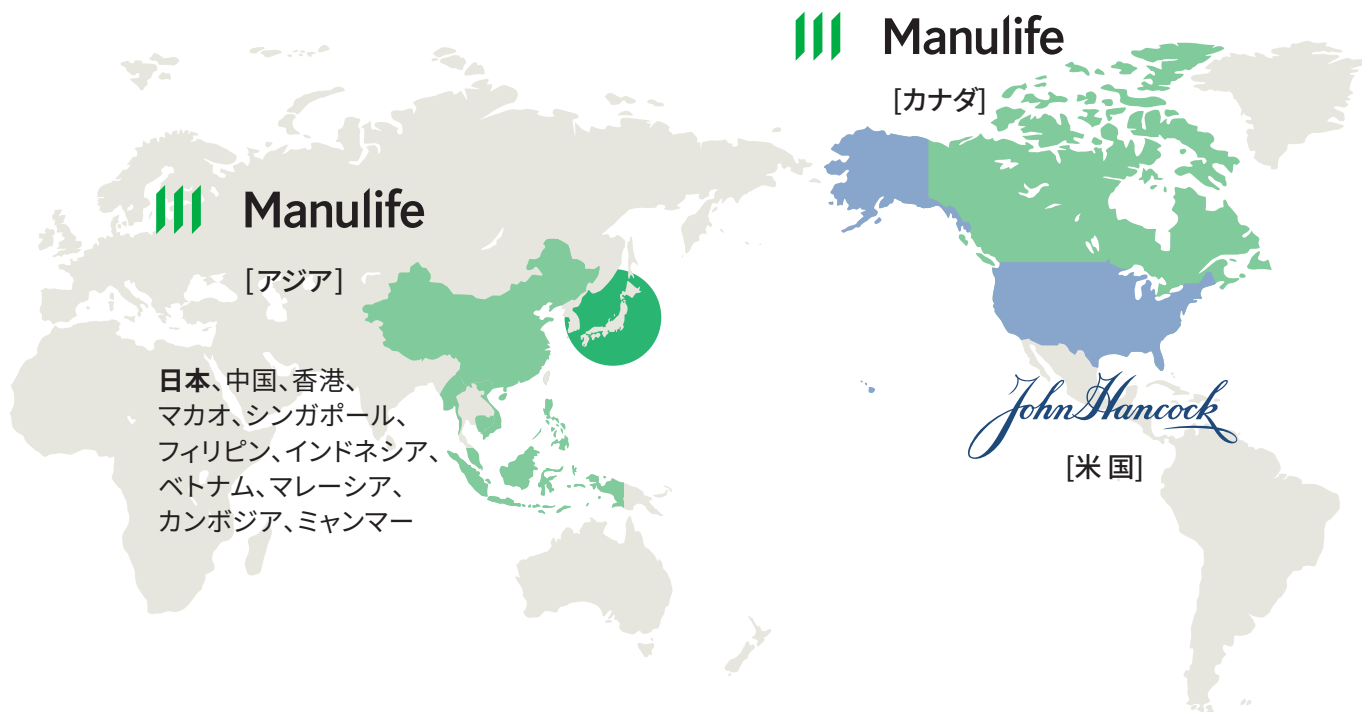 Manulife
[カナダ]
Manulife
[アジア]
日本、中国、香港、
マカオ、シンガポール、
フィリピン、インドネシア、
ベトナム、マレーシア、
カンボジア、ミャンマー
John Hancock
[米 国]